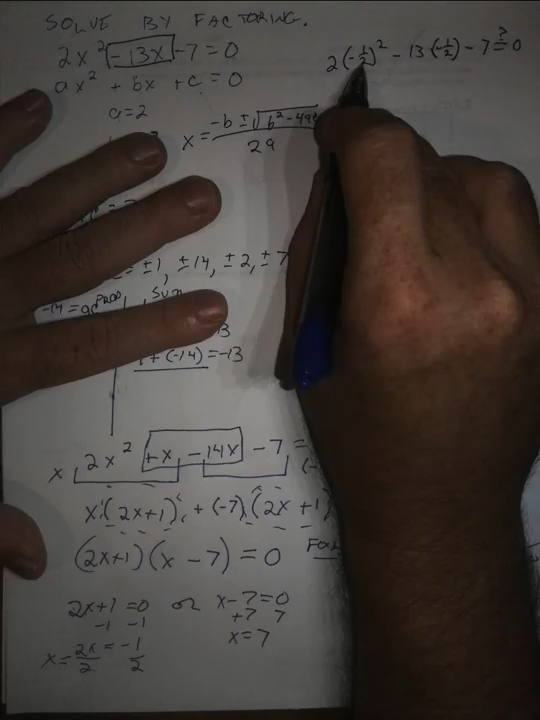 SOLVE BY FACTORING.
2x² -13x -7 = 0
2(-1/2)² - 13(-1/2) - 7 ≟ 0
ax² + bx + c = 0
a=2
x = -b ± √b² - 4ac
2a
= ±1, ±14, ±2, ±7
-14 = ac PROD SUM
13
1 + (-14) = -13
x 2x² +x -14x -7 =
x(2x+1) + (-7)(2x+1)
(2x+1)(x - 7) = 0
2x+1 = 0 or x-7=0
-1 -1 +7 7
x = 2x/2 = -1/2 x=7